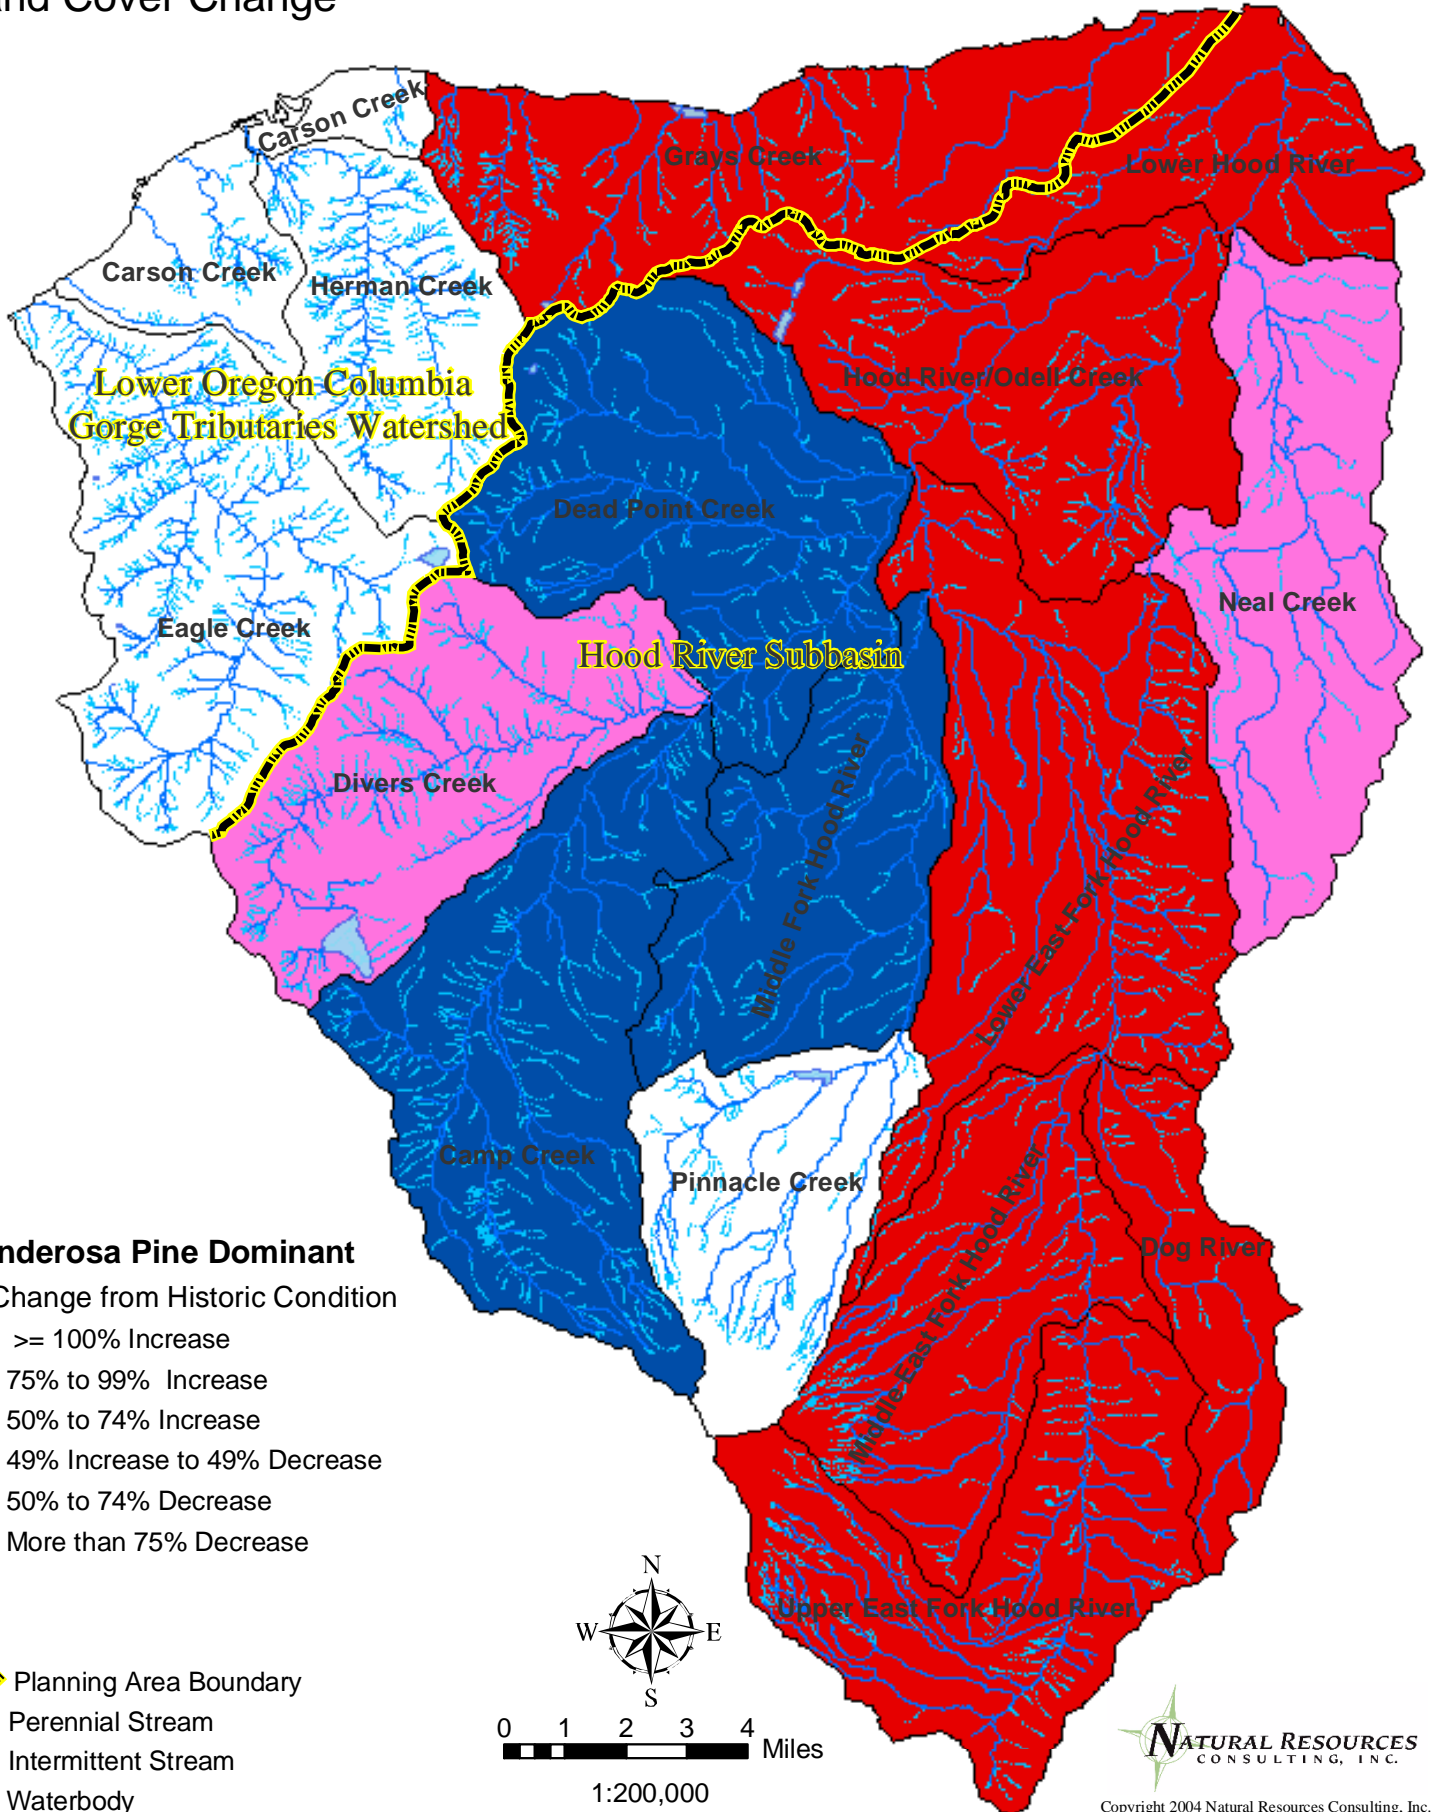 and Cover Change
Carson Creek
Grays Creek
Lower Hood River
Carson Creek
Herman Creek
Lower Oregon Columbia
Gorge Tributaries Watershed
Hood River/Odell Creek
Dead Point Creek
Neal Creek
Eagle Creek
Hood River Subbasin
Divers Creek
Middle Fork Hood River
Lower East Fork Hood River
Camp Creek
Pinnacle Creek
Middle East Fork Hood River
Dog River
Upper East Fork Hood River
nderosa Pine Dominant
Change from Historic Condition
>= 100% Increase
75% to 99% Increase
50% to 74% Increase
49% Increase to 49% Decrease
50% to 74% Decrease
More than 75% Decrease
Planning Area Boundary
Perennial Stream
Intermittent Stream
Waterbody
N
W E
S
0 1 2 3 4
Miles
1:200,000
NATURAL RESOURCES
CONSULTING, INC.
Copyright 2004 Natural Resources Consulting, Inc.